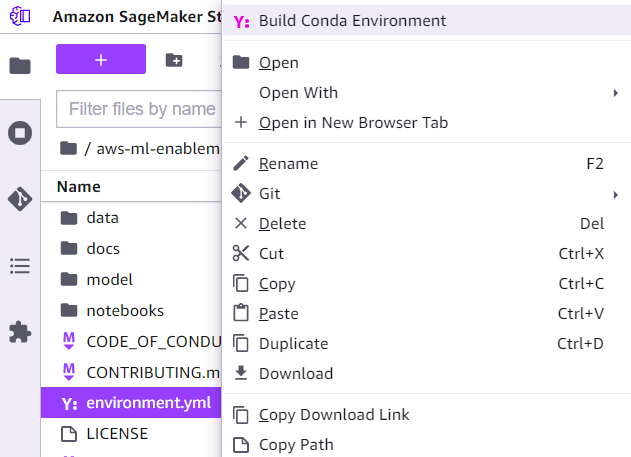 Amazon SageMaker St
Filter files by name
/ aws-ml-enablem
Name
data
docs
model
notebooks
CODE_OF_CONDU
CONTRIBUTING.m
environment.yml
LICENSE
Build Conda Environment
Open
Open With
Open in New Browser Tab
Rename F2
Git
Delete Del
Cut Ctrl+X
Copy Ctrl+C
Paste Ctrl+V
Duplicate Ctrl+D
Download
Copy Download Link
Copy Path